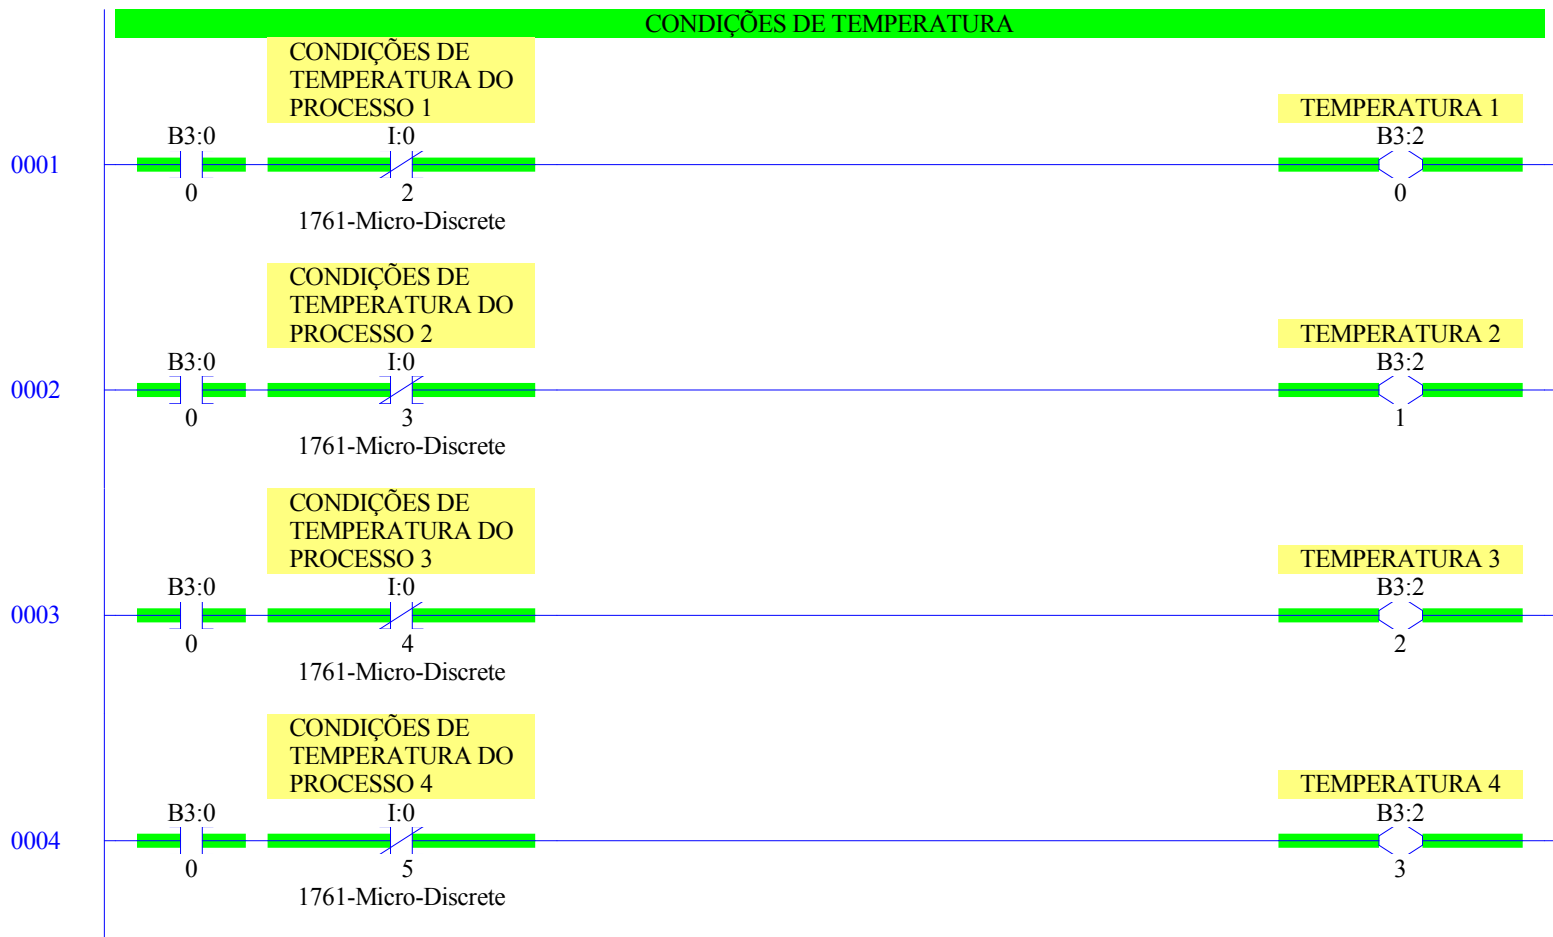 CONDIÇÕES DE TEMPERATURA
CONDIÇÕES DE
TEMPERATURA DO
PROCESSO 1
TEMPERATURA 1
B3:0
I:0
B3:2
0001
0
2
0
1761-Micro-Discrete
CONDIÇÕES DE
TEMPERATURA DO
PROCESSO 2
TEMPERATURA 2
B3:0
I:0
B3:2
0002
0
3
1
1761-Micro-Discrete
CONDIÇÕES DE
TEMPERATURA DO
PROCESSO 3
TEMPERATURA 3
B3:0
I:0
B3:2
0003
0
4
2
1761-Micro-Discrete
CONDIÇÕES DE
TEMPERATURA DO
PROCESSO 4
TEMPERATURA 4
B3:0
I:0
B3:2
0004
0
5
3
1761-Micro-Discrete